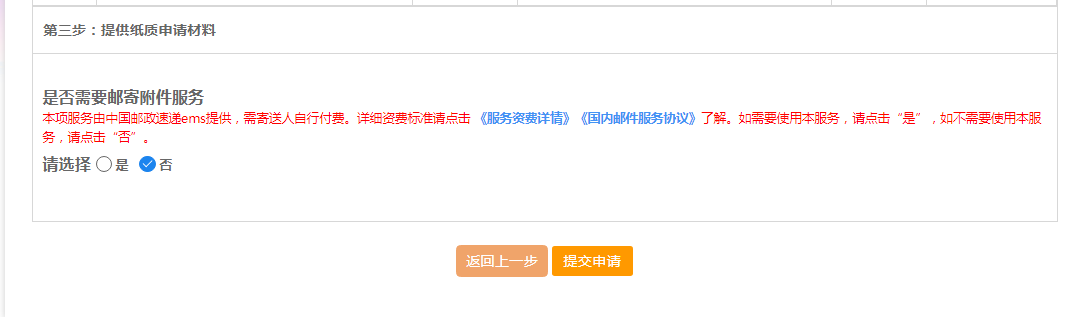 第三步：提供纸质申请材料
是否需要邮寄附件服务
本项服务由中国邮政速递ems提供，需寄送人自行付费。详细资费标准请点击 《服务资费详情》《国内邮件服务协议》了解。如需要使用本服务，请点击“是”，如不需要使用本服
务，请点击“否”。
请选择 是 否
返回上一步 提交申请